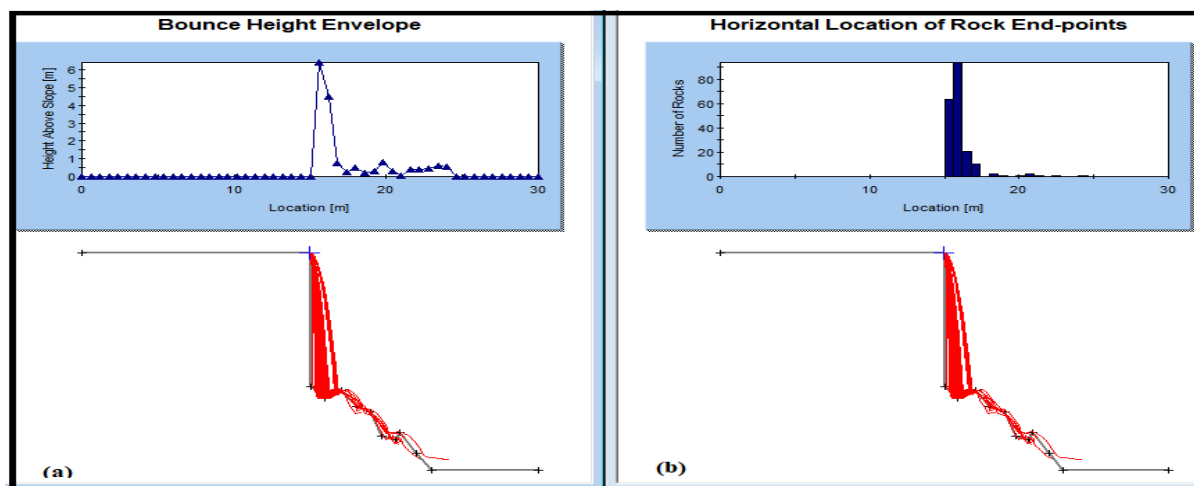 Bounce Height Envelope
Height Above Slope [m]
6
5
4
3
2
1
0
0 10 20 30
Location [m]
(a)
Horizontal Location of Rock End-points
Number of Rocks
80
60
40
20
0
0 10 20 30
Location [m]
(b)